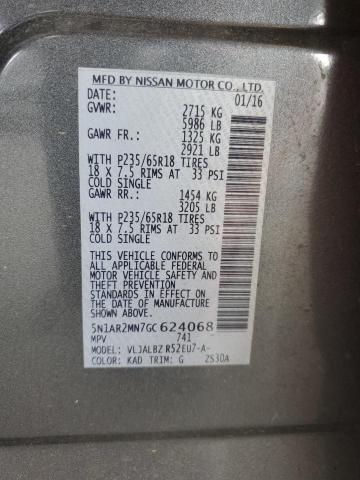 MFD BY NISSAN MOTOR CO., LTD.
DATE: 01/16
GVWR: 2715 KG
5986 LB
GAWR FR.: 1325 KG
2921 LB
WITH P235/65R18 TIRES
18 X 7.5 RIMS AT 33 PSI
COLD SINGLE
GAWR RR.: 1454 KG
3205 LB
WITH P235/65R18 TIRES
18 X 7.5 RIMS AT 33 PSI
COLD SINGLE
THIS VEHICLE CONFORMS TO
ALL APPLICABLE FEDERAL
MOTOR VEHICLE SAFETY
AND THEFT PREVENTION
STANDARDS IN EFFECT ON
THE DATE OF MANUFACTURE
SHOWN ABOVE.
5N1AR2MN7GC624068
MPV 741
MODEL: VLJALBZ R52EU7-A-
COLOR: KAD TRIM: G 2S30A